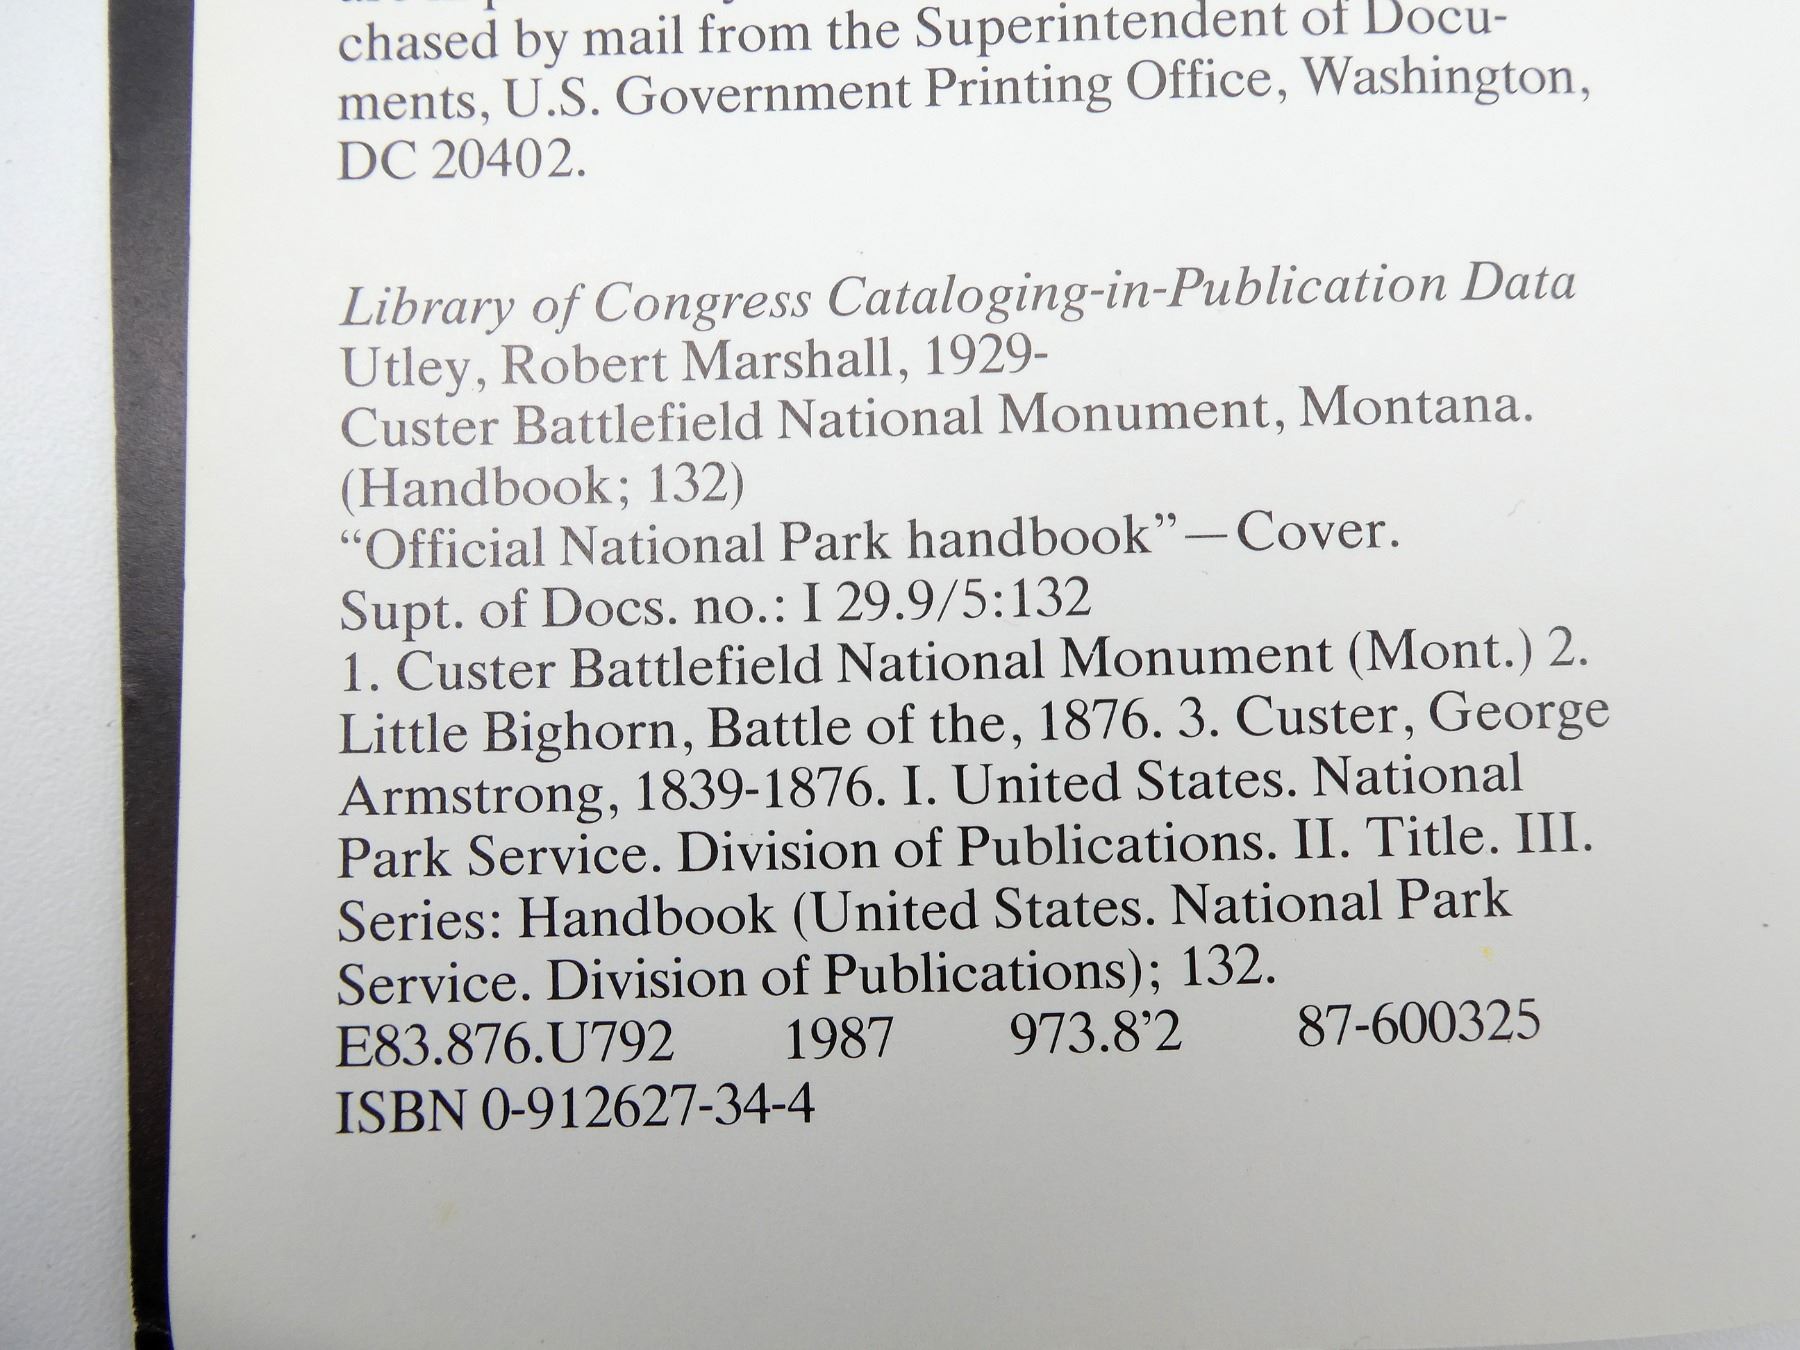 chased by mail from the Superintendent of Docu-
ments, U.S. Government Printing Office, Washington,
DC 20402.
Library of Congress Cataloging-in-Publication Data
Utley, Robert Marshall, 1929-
Custer Battlefield National Monument, Montana.
(Handbook; 132)
“Official National Park handbook”—Cover.
Supt. of Docs. no.: I 29.9/5:132
1. Custer Battlefield National Monument (Mont.) 2.
Little Bighorn, Battle of the, 1876. 3. Custer, George
Armstrong, 1839-1876. I. United States. National
Park Service. Division of Publications. II. Title. III.
Series: Handbook (United States. National Park
Service. Division of Publications); 132.
E83.876.U792 1987 973.8’2 87-600325
ISBN 0-912627-34-4